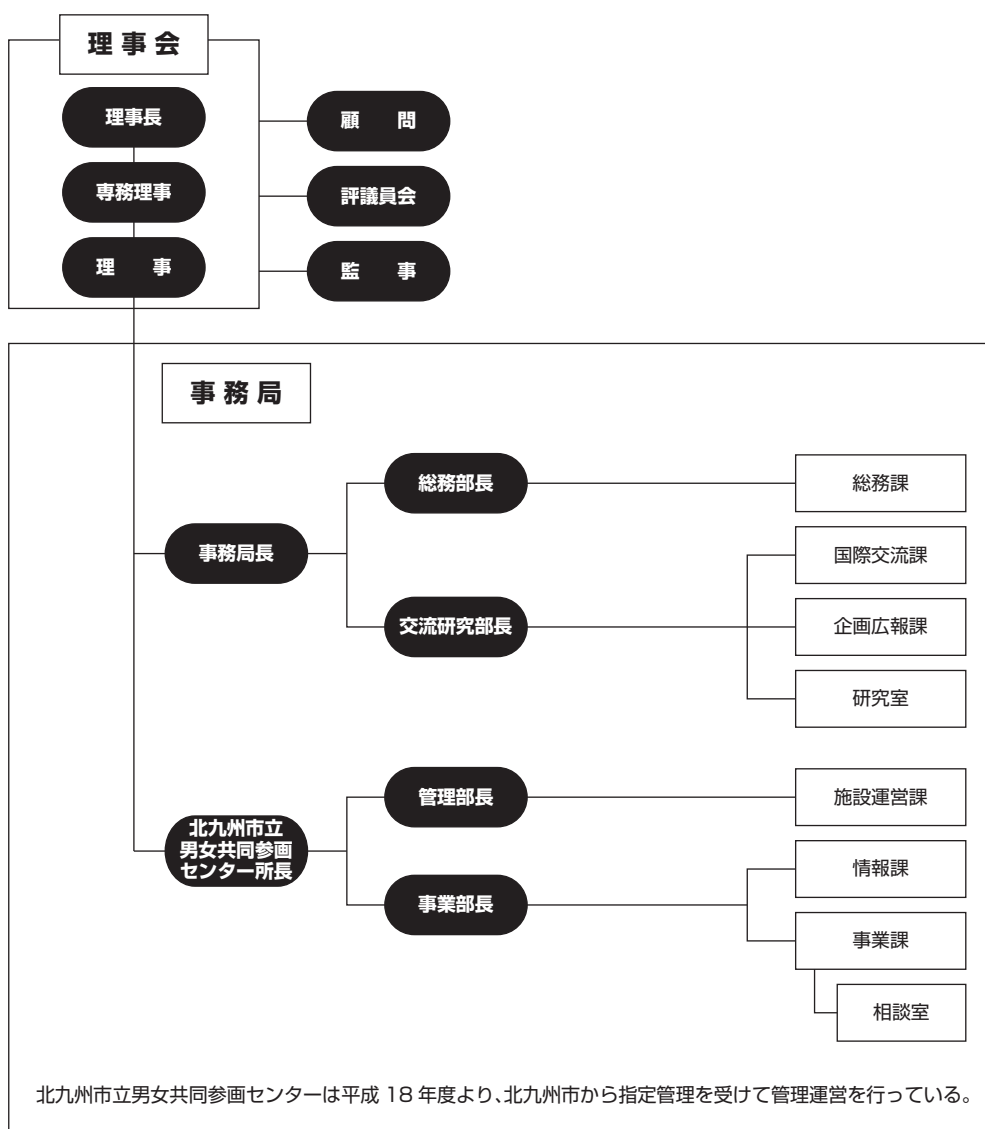 理事会
理事長
専務理事
理 事
顧 問
評議員会
監 事
事務局
事務局長
総務部長
総務課
交流研究部長
国際交流課
企画広報課
研究室
北九州市立
男女共同参画
センター所長
管理部長
施設運営課
事業部長
情報課
事業課
相談室
北九州市立男女共同参画センターは平成 18 年度より、北九州市から指定管理を受けて管理運営を行っている。